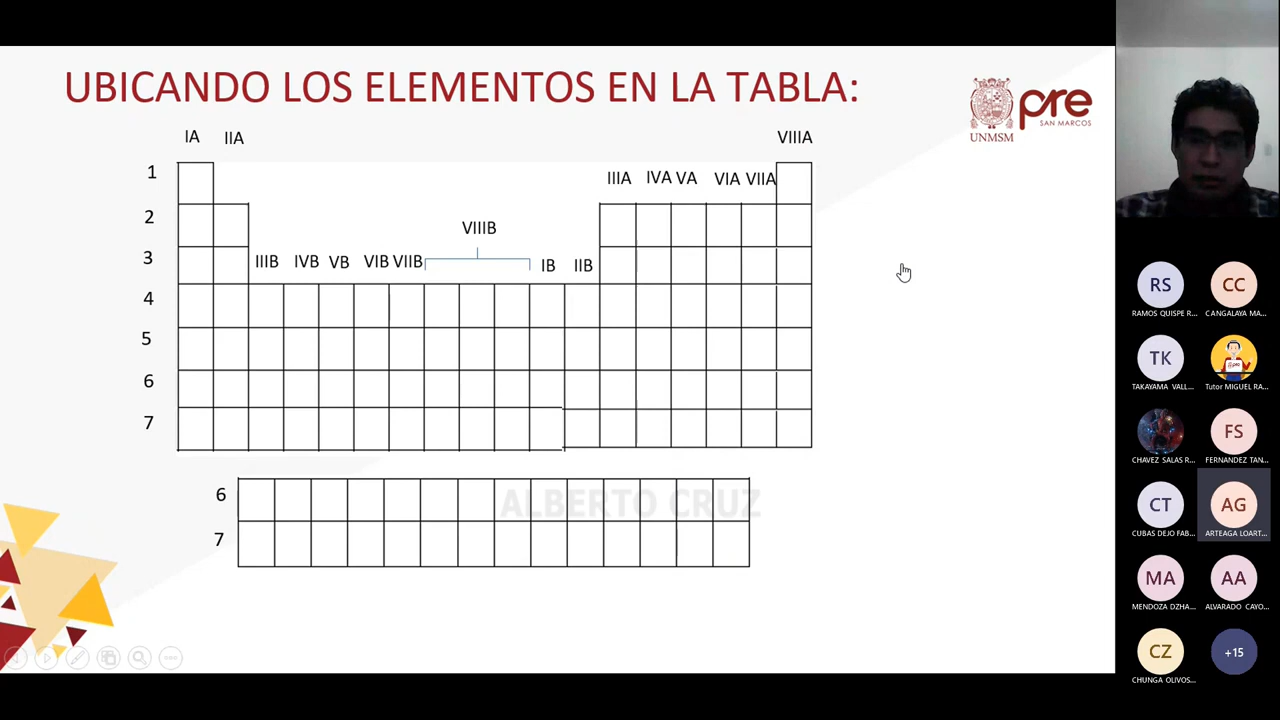 UBICANDO LOS ELEMENTOS EN LA TABLA:
UNMSM
pre
SAN MARCOS
IA IIA VIIIA
1 IIIA IVA VA VIA VIIA
2
VIIIB
3 IIIB IVB VB VIB VIIB IB IIB
4
5
6
7
6
7
ALBERTO CRUZ
RS CC
RAMOS QUISPE R... CANGALAYA MA...
TK
TAKAYAMA VALL... Tutor MIGUEL RA...
FS
CHAVEZ SALAS R... FERNANDEZ TAN...
CT AG
CUBAS DEJO FAB... ARTEAGA LOART...
MA AA
MENDOZA DZHA... ALVARADO CAYO...
CZ +15
CHUNGA OLIVOS...